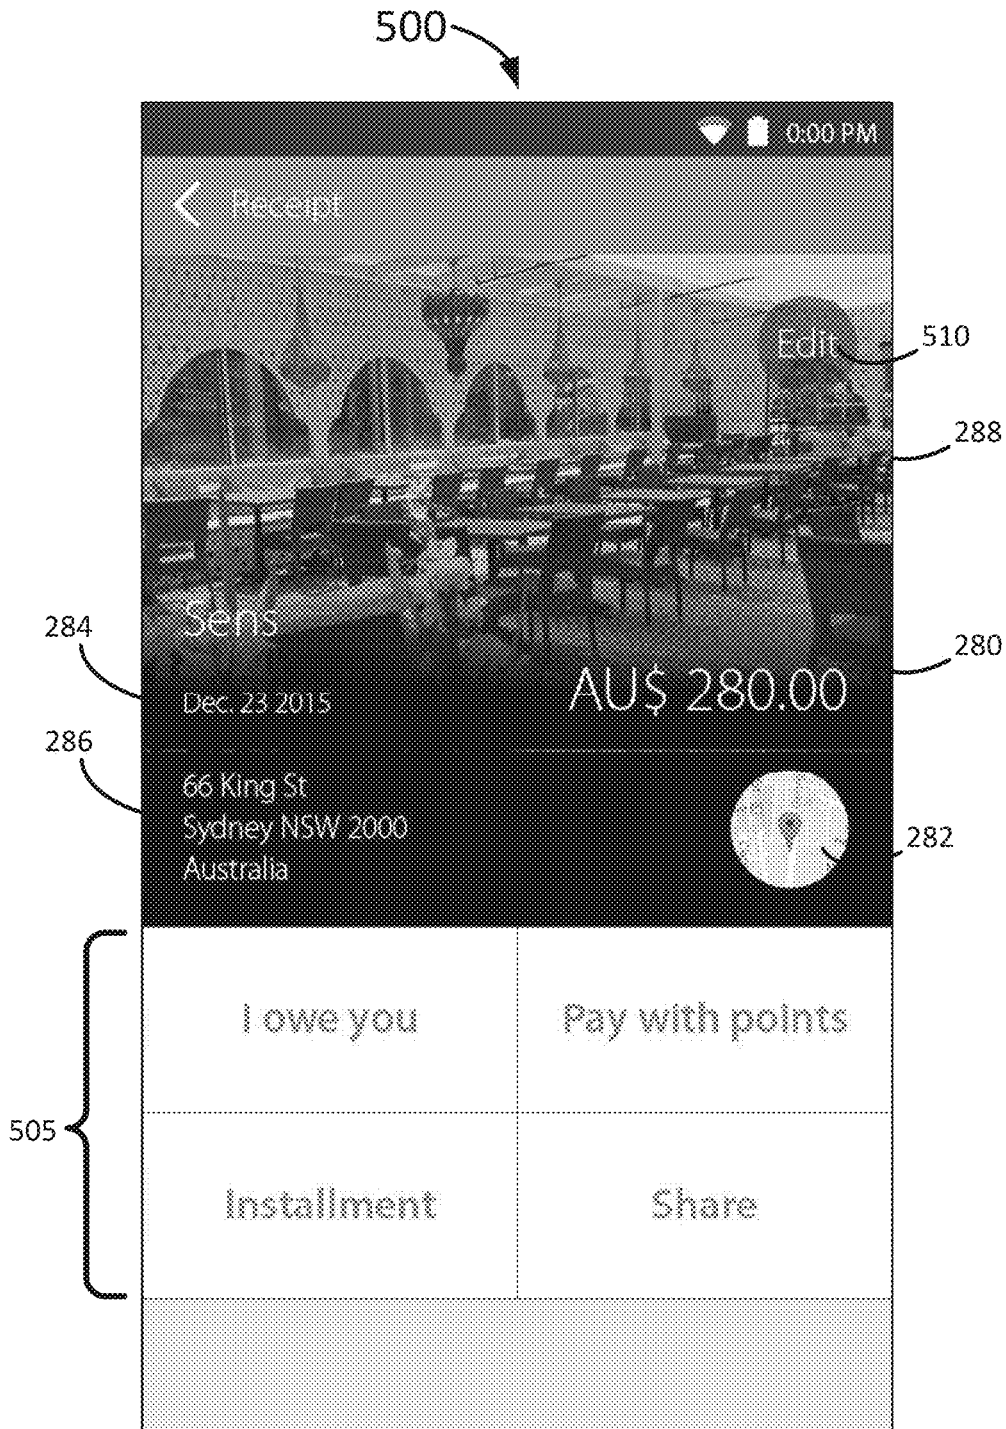 500
0:00 PM
Receipt
Edit
510
288
Sens
284
280
Dec. 23 2015
AU$ 280.00
286
66 King St
Sydney NSW 2000
282
Australia
I owe you
Pay with points
505
Installment
Share